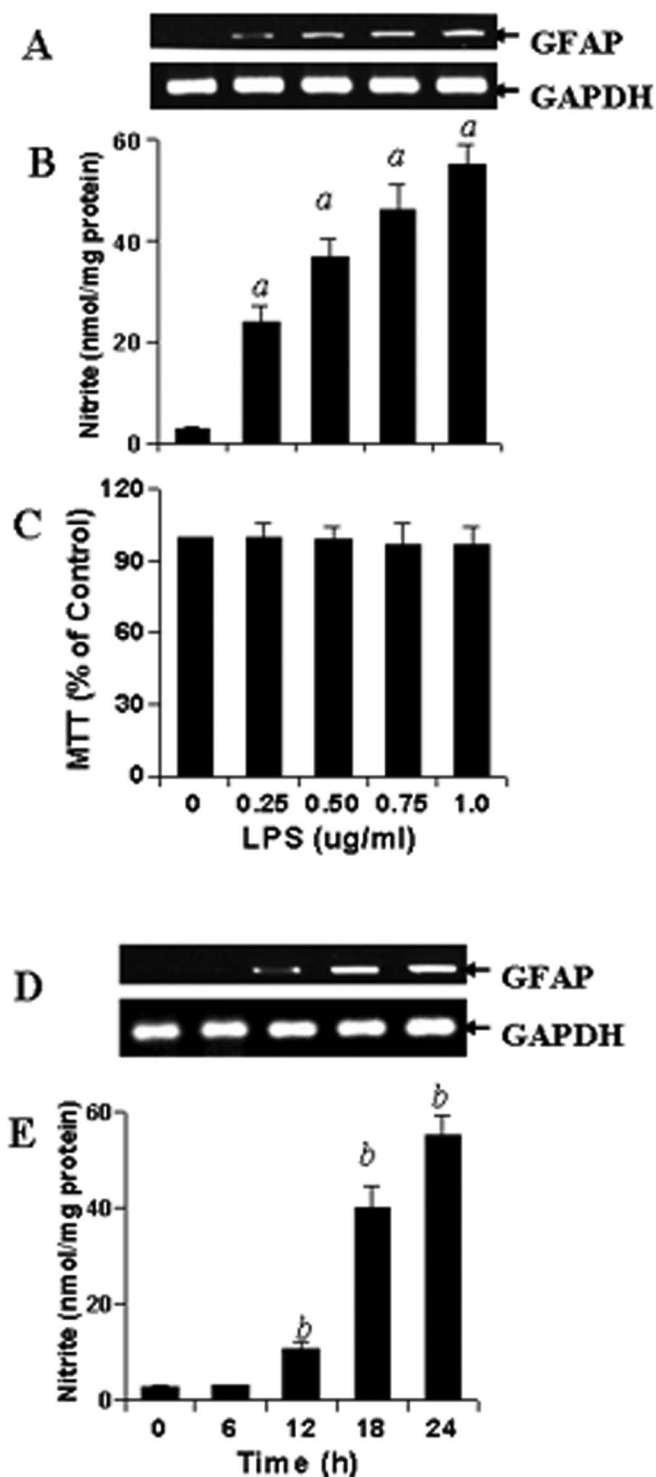 A
GFAP
GAPDH
B
Nitrite (nmol/mg protein)
60
40
20
0
a
a
a
a
C
MTT (% of Control)
120
90
60
30
0
0 0.25 0.50 0.75 1.0
LPS (ug/ml)
D
GFAP
GAPDH
E
Nitrite (nmol/mg protein)
60
40
20
0
b
b
b
0 6 12 18 24
Time (h)